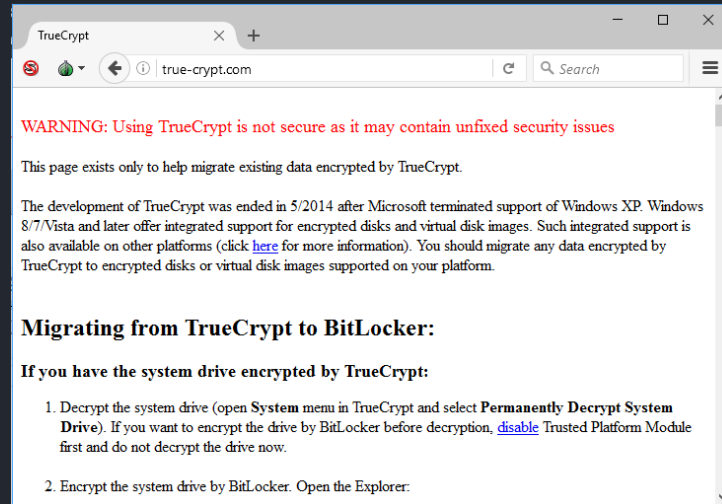 TrueCrypt
true-crypt.com
Search
WARNING: Using TrueCrypt is not secure as it may contain unfixed security issues
This page exists only to help migrate existing data encrypted by TrueCrypt.
The development of TrueCrypt was ended in 5/2014 after Microsoft terminated support of Windows XP. Windows
8/7/Vista and later offer integrated support for encrypted disks and virtual disk images. Such integrated support is
also available on other platforms (click here for more information). You should migrate any data encrypted by
TrueCrypt to encrypted disks or virtual disk images supported on your platform.
Migrating from TrueCrypt to BitLocker:
If you have the system drive encrypted by TrueCrypt:
1. Decrypt the system drive (open System menu in TrueCrypt and select Permanently Decrypt System
Drive). If you want to encrypt the drive by BitLocker before decryption, disable Trusted Platform Module
first and do not decrypt the drive now.
2. Encrypt the system drive by BitLocker. Open the Explorer: